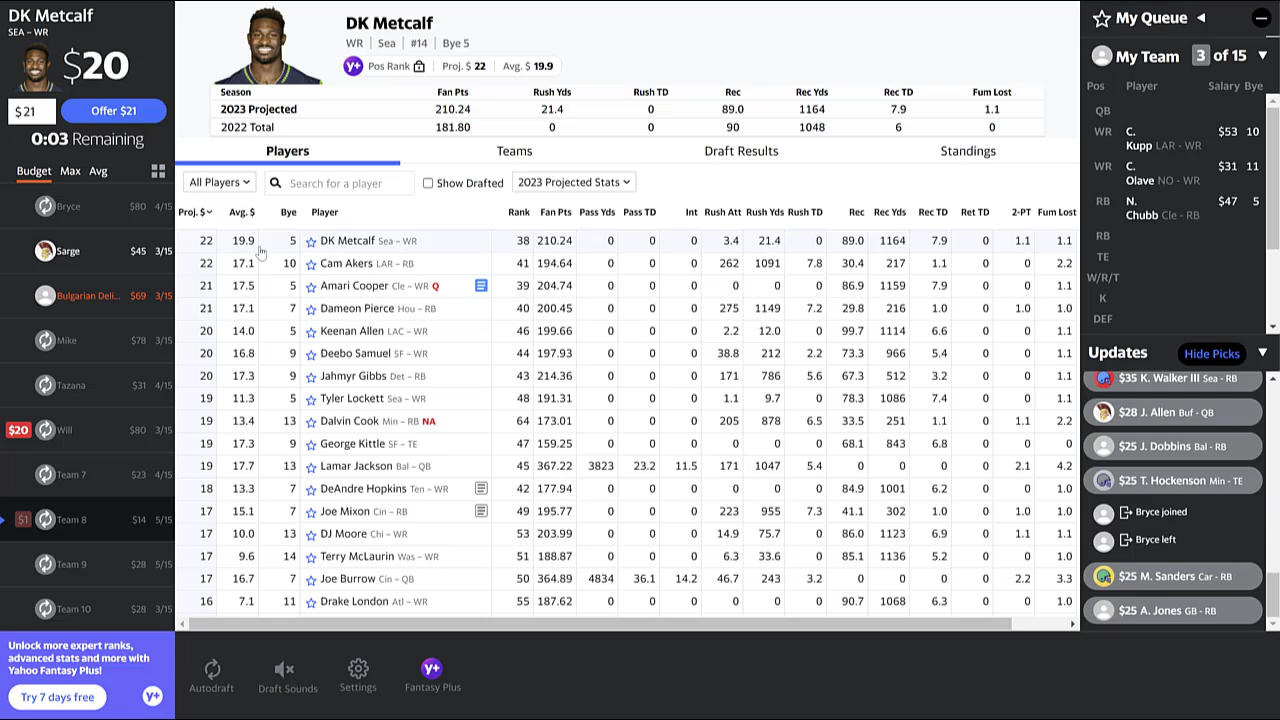 DK Metcalf
SEA – WR
$20
$ 21
Offer $21
0:03 Remaining
Budget Max Avg
Bryce $80 4/15
Sarge $45 3/15
Bulgarian Deli... $69 3/15
Mike $78 3/15
Tazana $31 4/15
$20 Will $80 3/15
Team 7 $23 4/15
$1 Team 8 $14 5/15
Team 9 $28 5/15
Team 10 $28 3/15
Unlock more expert ranks,
advanced stats and more with
Yahoo Fantasy Plus!
Try 7 days free
y+
DK Metcalf
WR | Sea | #14 | Bye 5
y+ Pos Rank Proj. $ 22 Avg. $ 19.9
Season Fan Pts Rush Yds Rush TD Rec Rec Yds Rec TD Fum Lost
2023 Projected 210.24 21.4 0 89.0 1164 7.9 1.1
2022 Total 181.80 0 0 90 1048 6 0
Players Teams Draft Results Standings
All Players Search for a player Show Drafted 2023 Projected Stats
Proj. $ Avg. $ Bye Player Rank Fan Pts Pass Yds Pass TD Int Rush Att Rush Yds Rush TD Rec Rec Yds Rec TD Ret TD 2-PT Fum Lost
22 19.9 5 DK Metcalf Sea – WR 38 210.24 0 0 0 3.4 21.4 0 89.0 1164 7.9 0 1.1 1.1
22 17.1 10 Cam Akers LAR – RB 41 194.64 0 0 0 262 1091 7.8 30.4 217 1.1 0 0 2.2
21 17.5 5 Amari Cooper Cle – WR Q 39 204.74 0 0 0 0 0 0 86.9 1159 7.9 0 0 1.1
21 17.1 7 Dameon Pierce Hou – RB 40 200.45 0 0 0 275 1149 7.2 29.8 216 1.0 0 1.0 1.0
20 14.0 5 Keenan Allen LAC – WR 46 199.66 0 0 0 2.2 12.0 0 99.7 1114 6.6 0 0 1.1
20 16.8 9 Deebo Samuel SF – WR 44 197.93 0 0 0 38.8 212 2.2 73.3 966 5.4 0 0 1.1
20 17.3 9 Jahmyr Gibbs Det – RB 43 214.36 0 0 0 171 786 5.6 67.3 512 3.2 0 0 1.1
19 11.3 5 Tyler Lockett Sea – WR 48 191.31 0 0 0 1.1 9.7 0 78.3 1086 7.4 0 0 1.1
19 13.4 13 Dalvin Cook Min – RB NA 64 173.01 0 0 0 205 878 6.5 33.5 251 1.1 0 1.1 2.2
19 17.3 9 George Kittle SF – TE 47 159.25 0 0 0 0 0 0 68.1 843 6.8 0 0 0
19 17.7 13 Lamar Jackson Bal – QB 45 367.22 3823 23.2 11.5 171 1047 5.4 0 0 0 0 2.1 4.2
18 13.3 7 DeAndre Hopkins Ten – WR 42 177.94 0 0 0 0 0 0 84.9 1001 6.2 0 0 1.0
17 15.1 7 Joe Mixon Cin – RB 49 195.77 0 0 0 223 955 7.3 41.1 302 1.0 0 1.0 1.0
17 10.0 13 DJ Moore Chi – WR 53 203.99 0 0 0 14.9 75.7 0 86.0 1123 6.9 0 1.1 1.1
17 9.6 14 Terry McLaurin Was – WR 51 188.87 0 0 0 6.3 33.6 0 85.1 1136 5.2 0 0 1.0
17 16.7 7 Joe Burrow Cin – QB 50 364.89 4834 36.1 14.2 46.7 243 3.2 0 0 0 0 2.2 3.3
16 7.1 11 Drake London Atl – WR 55 187.62 0 0 0 0 0 0 90.7 1068 6.3 0 0 1.0
Autodraft Draft Sounds Settings y+ Fantasy Plus
My Queue
My Team 3 of 15
Pos Player Salary Bye
QB
WR C. Kupp LAR - WR $53 10
WR C. Olave NO - WR $31 11
RB N. Chubb Cle - RB $47 5
RB
TE
W/R/T
K
DEF
Updates Hide Picks
$35 K. Walker III Sea - RB
$28 J. Allen Buf - QB
$25 J. Dobbins Bal - RB
$25 T. Hockenson Min - TE
Bryce joined
Bryce left
$25 M. Sanders Car - RB
$25 A. Jones GB - RB